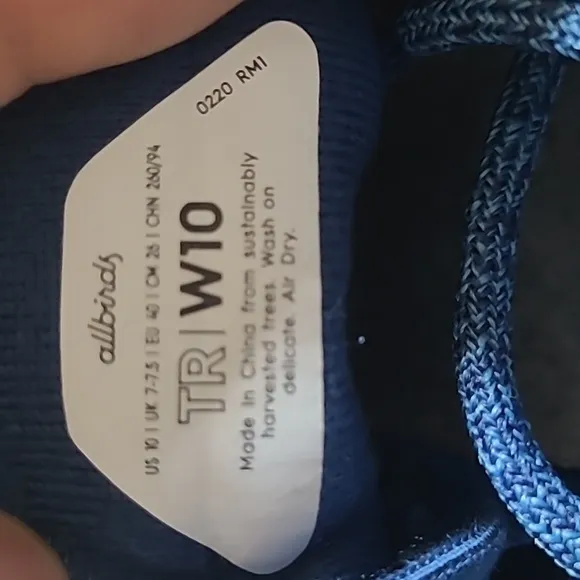 allbirds
US 10 | UK 7-7.5 | EU 40 | CM 26 | CHN 260/94
TR | W10
Made in China from sustainably
harvested trees. Wash on
delicate. Air Dry.
0220 RM1